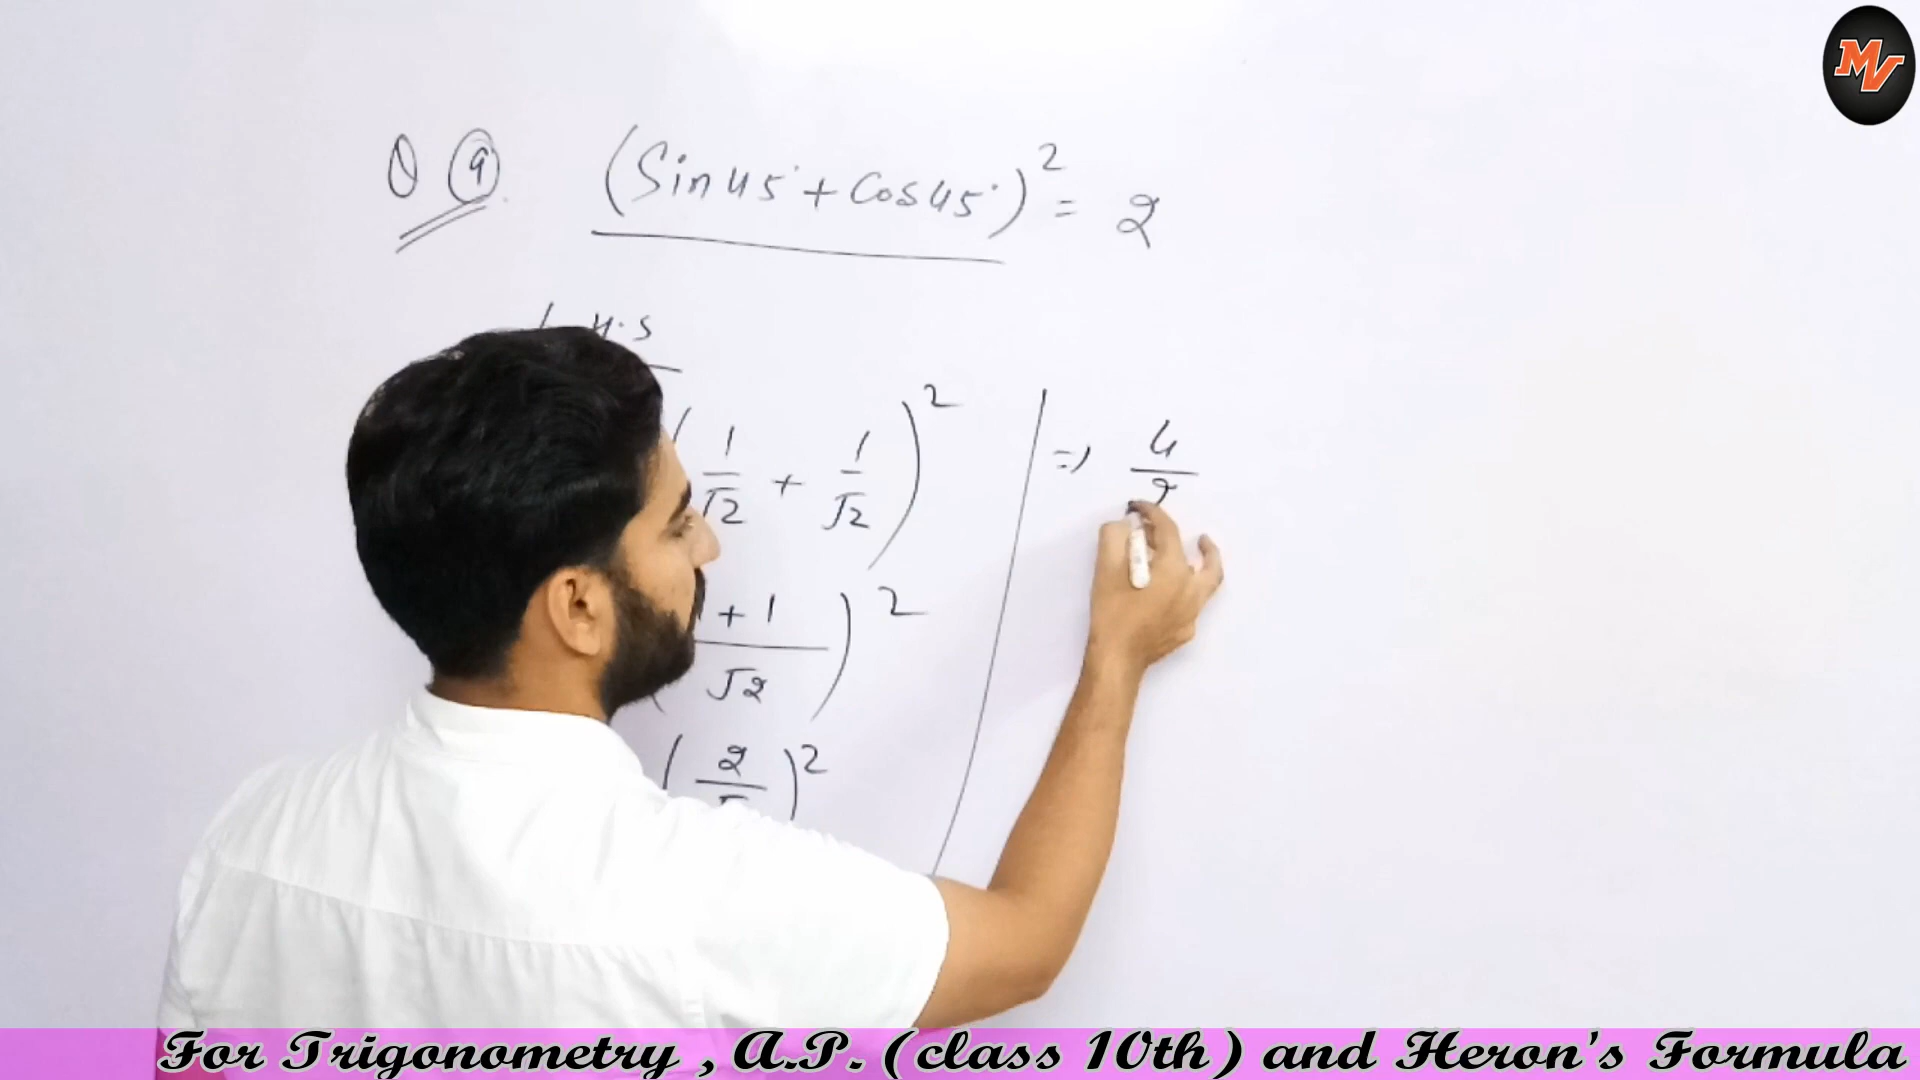 MV
Q 9. (Sin45° + Cos45°)² = 2
L.H.S
(1/√2 + 1/√2)²
+ 1/√2)²
(2/√)²
=> 4/2
For Trigonometry , A.P. (class 10th) and Heron's Formula